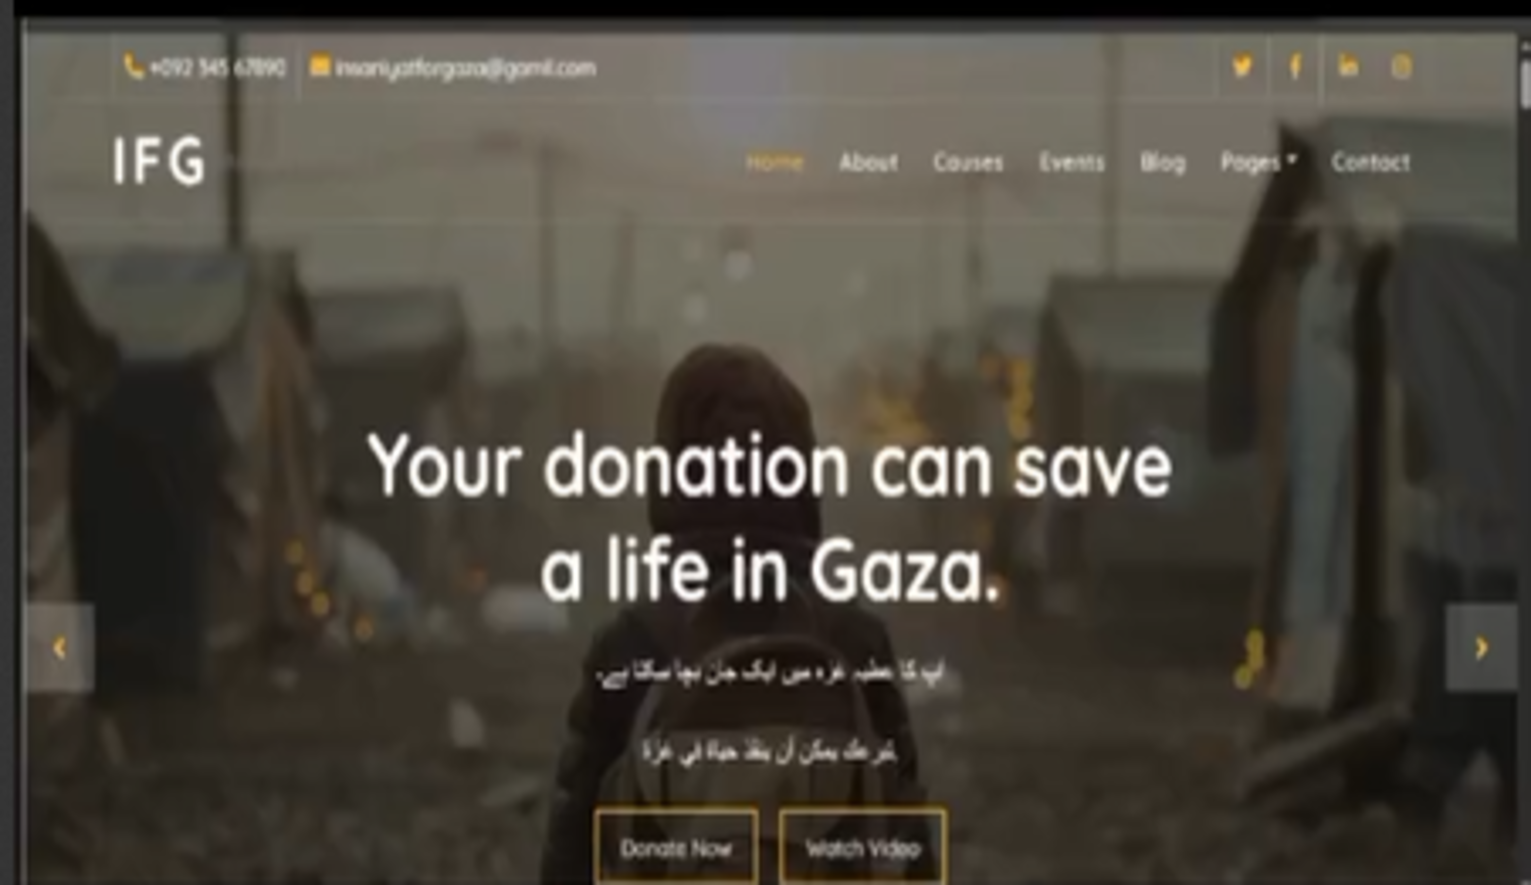 +092 345 67890
insaniyatforgaza@gamil.com
IFG
Home About Causes Events Blog Pages Contact
Your donation can save
a life in Gaza.
آپ کا عطیہ غزہ میں ایک جان بچا سکتا ہے۔
تبرعك يمكن أن ينقذ حياة في غزة.
Donate Now
Watch Video